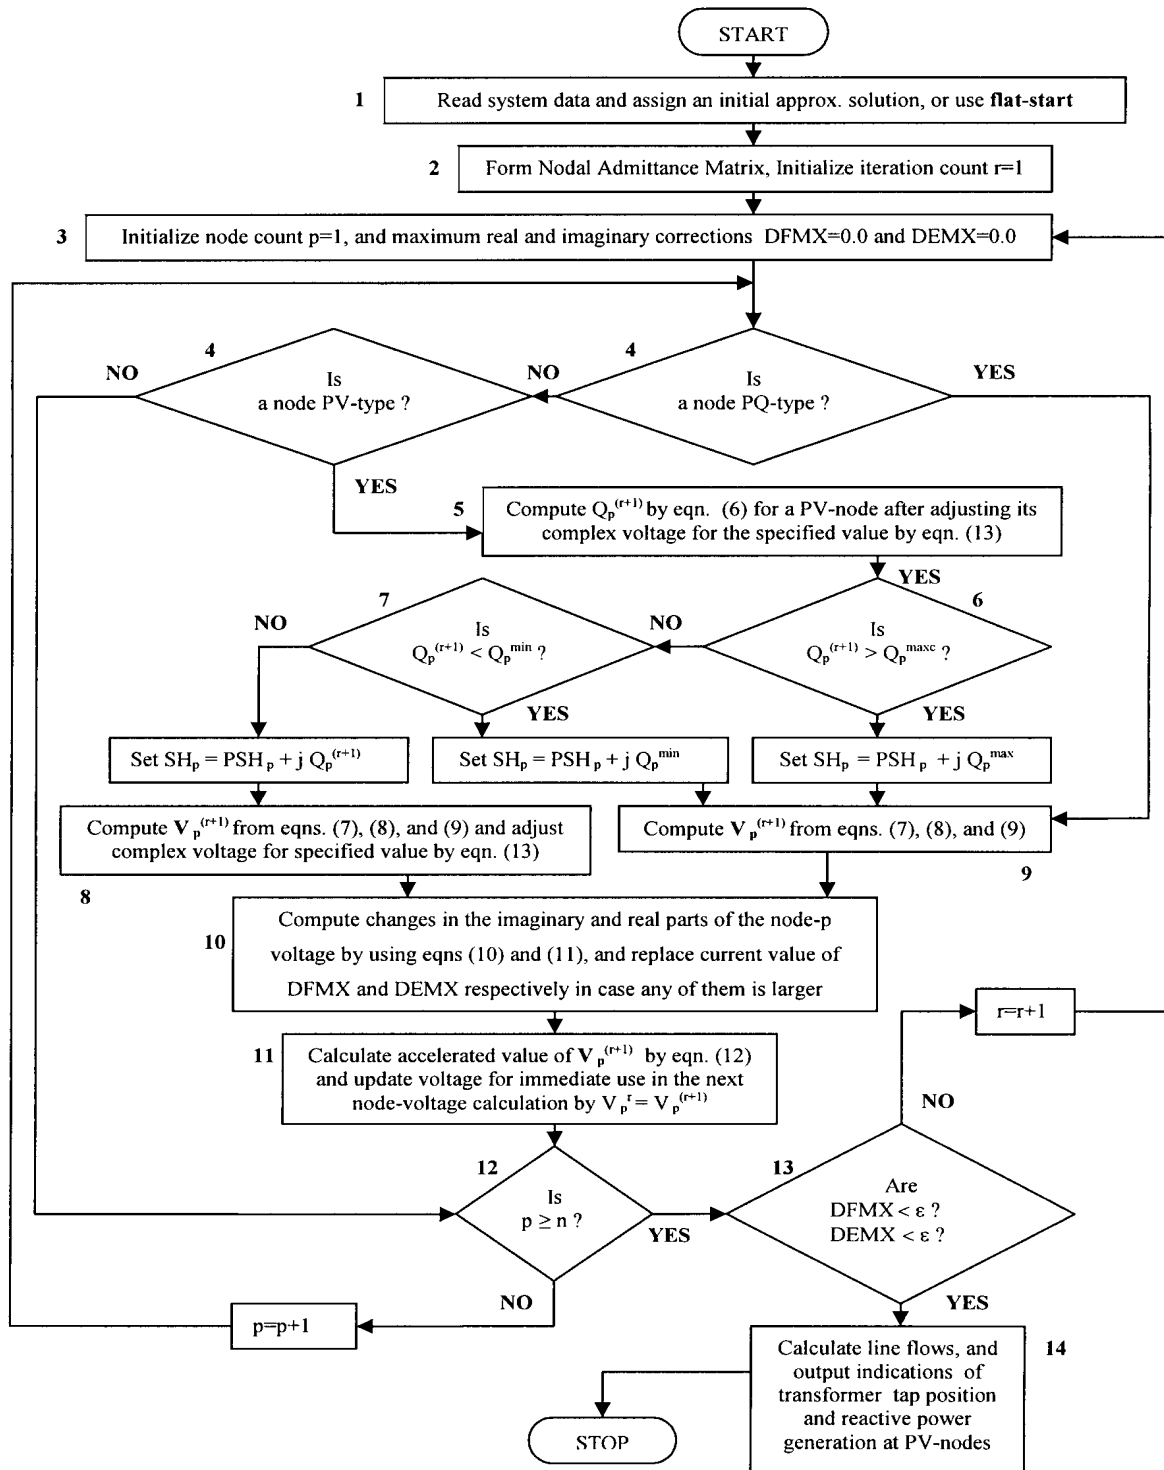 START
1 Read system data and assign an initial approx. solution, or use flat-start
2 Form Nodal Admittance Matrix, Initialize iteration count r=1
3 Initialize node count p=1, and maximum real and imaginary corrections DFMX=0.0 and DEMX=0.0
4 4
NO NO YES
Is
a node PV-type ?
Is
a node PQ-type ?
YES
5 Compute Qp^(r+1) by eqn. (6) for a PV-node after adjusting its
complex voltage for the specified value by eqn. (13)
YES
7 6
NO NO
Is
Qp^(r+1) < Qp^min ?
Is
Qp^(r+1) > Qp^maxc ?
YES YES
Set SHp = PSHp + j Qp^(r+1)
Set SHp = PSHp + j Qp^min
Set SHp = PSHp + j Qp^max
Compute Vp^(r+1) from eqns. (7), (8), and (9) and adjust
complex voltage for specified value by eqn. (13)
Compute Vp^(r+1) from eqns. (7), (8), and (9)
8 9
10
Compute changes in the imaginary and real parts of the node-p
voltage by using eqns (10) and (11), and replace current value of
DFMX and DEMX respectively in case any of them is larger
r=r+1
11 Calculate accelerated value of Vp^(r+1) by eqn. (12)
and update voltage for immediate use in the next
node-voltage calculation by Vp^r = Vp^(r+1)
NO
12 13
Is
p ≥ n ?
YES
Are
DFMX < ε ?
DEMX < ε ?
NO YES
p=p+1
14
Calculate line flows, and
output indications of
transformer tap position
and reactive power
generation at PV-nodes
STOP